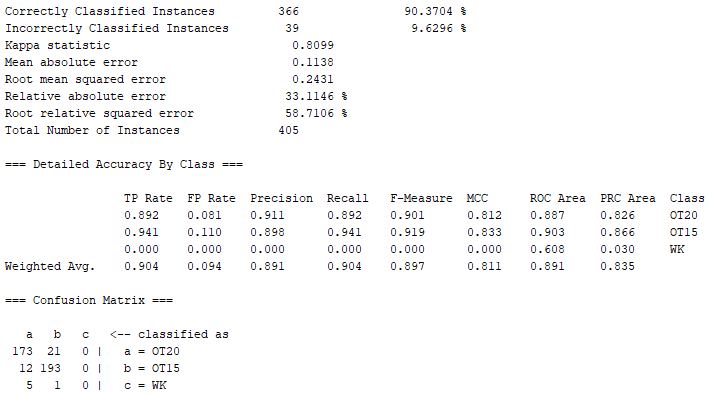 Correctly Classified Instances         366               90.3704 %
Incorrectly Classified Instances        39                9.6296 %
Kappa statistic                          0.8099
Mean absolute error                      0.1138
Root mean squared error                  0.2431
Relative absolute error                 33.1146 %
Root relative squared error             58.7106 %
Total Number of Instances              405
=== Detailed Accuracy By Class ===
                 TP Rate  FP Rate  Precision  Recall   F-Measure  MCC      ROC Area  PRC Area  Class
                 0.892    0.081    0.911      0.892    0.901      0.812    0.887     0.826     OT20
                 0.941    0.110    0.898      0.941    0.919      0.833    0.903     0.866     OT15
                 0.000    0.000    0.000      0.000    0.000      0.000    0.608     0.030     WK
Weighted Avg.    0.904    0.094    0.891      0.904    0.897      0.811    0.891     0.835
=== Confusion Matrix ===
   a   b   c   <-- classified as
 173  21   0 |   a = OT20
  12 193   0 |   b = OT15
   5   1   0 |   c = WK